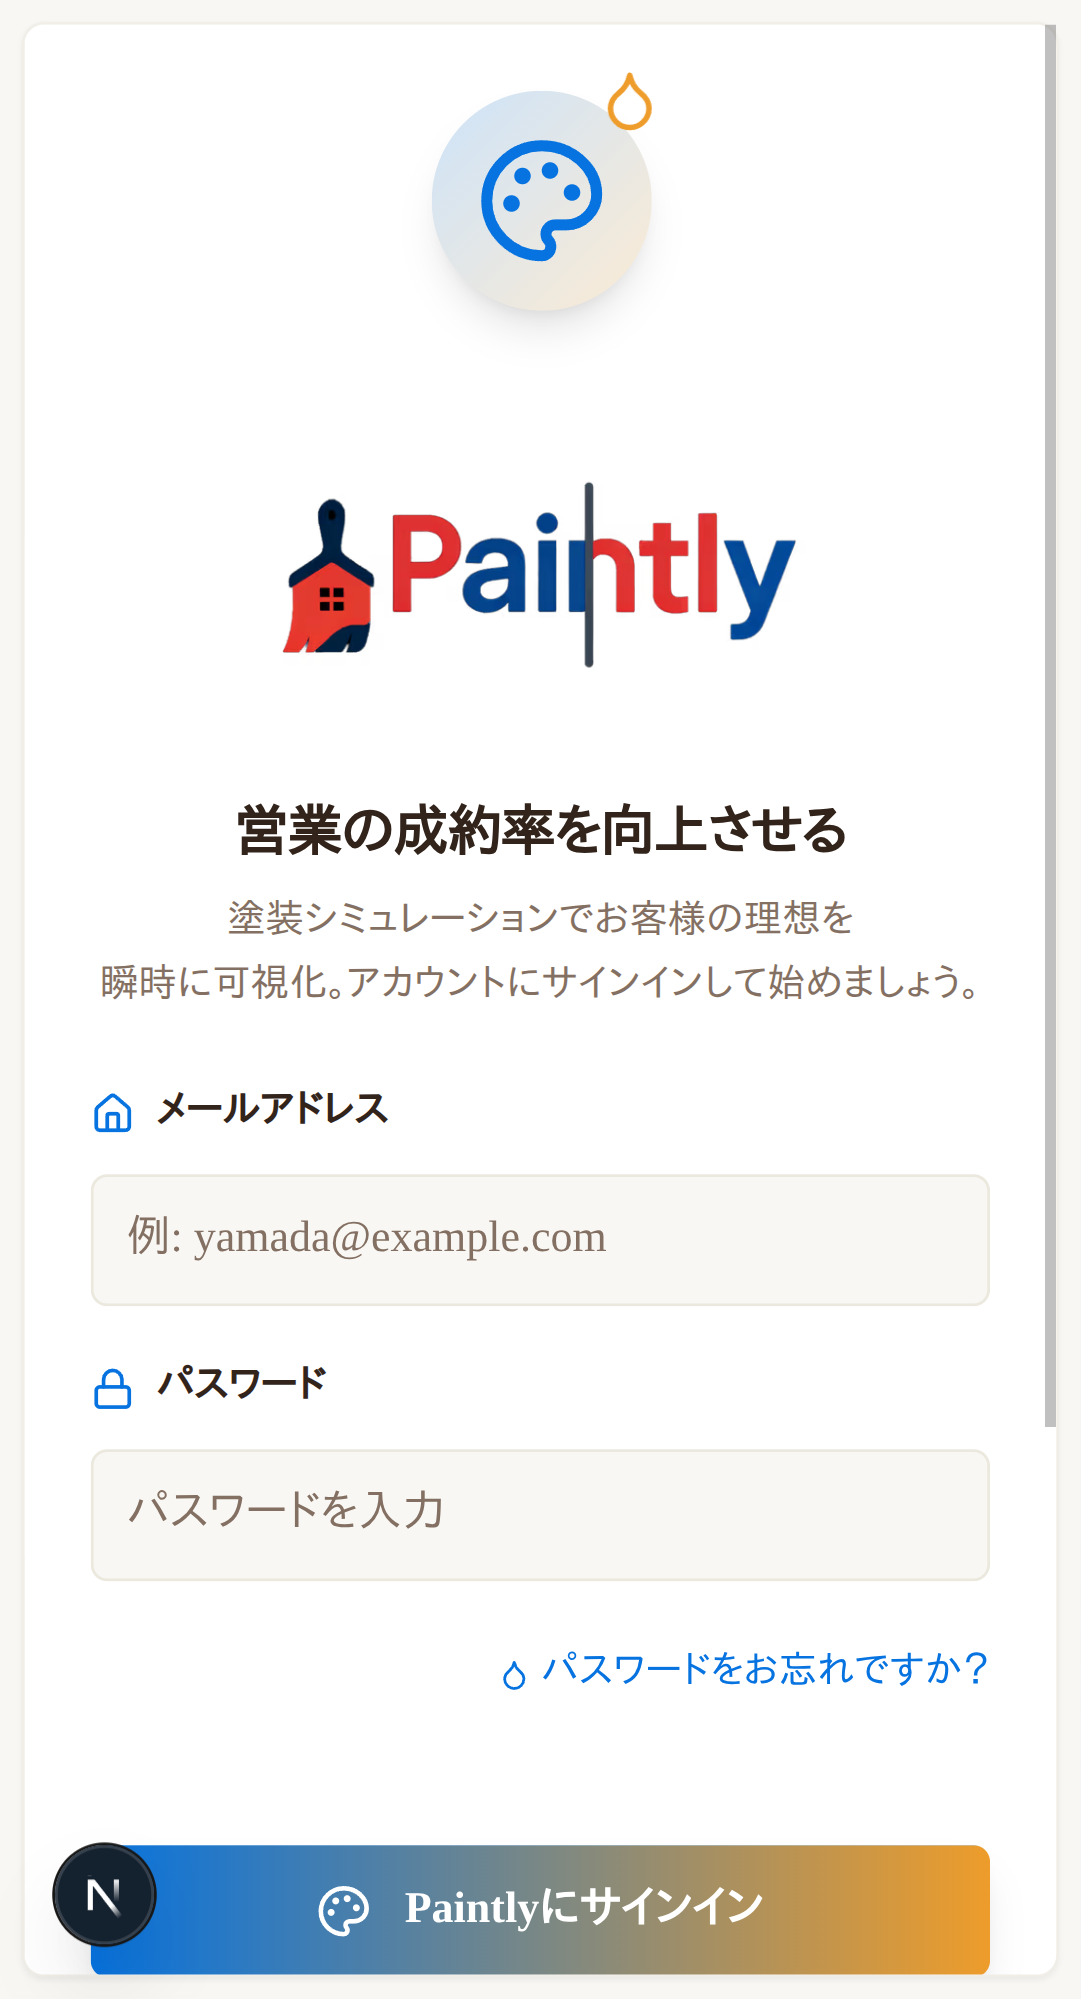 Paintly
営業の成約率を向上させる
塗装シミュレーションでお客様の理想を
瞬時に可視化。アカウントにサインインして始めましょう。
メールアドレス
例: yamada@example.com
パスワード
パスワードを入力
パスワードをお忘れですか?
N
Paintlyにサインイン